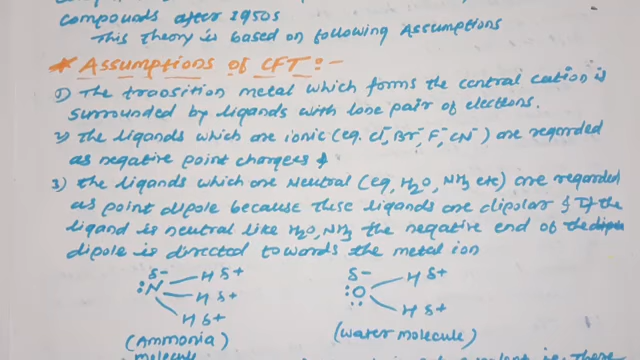 compounds after 1950s
This Theory is based on following Assumptions
* Assumptions of CFT:-
1) The transition metal which forms the central cation is
surrounded by ligands with lone pair of elections.
2) The ligands which are ionic (eg. Cl⁻, Br⁻, F⁻, CN⁻) are regarded
as negative point charges &
3) The ligands which are Neutral (eg, H₂O, NH₃ etc) are regarded
as point dipole because these ligands are dipolar & If the
ligand is neutral like H₂O, NH₃ the negative end of the
dipole is directed towards the metal ion
δ- :N H δ+ H δ+ H δ+
δ- :O: H δ+ H δ+
(Ammonia) (water molecule)
molecule
i.e. There